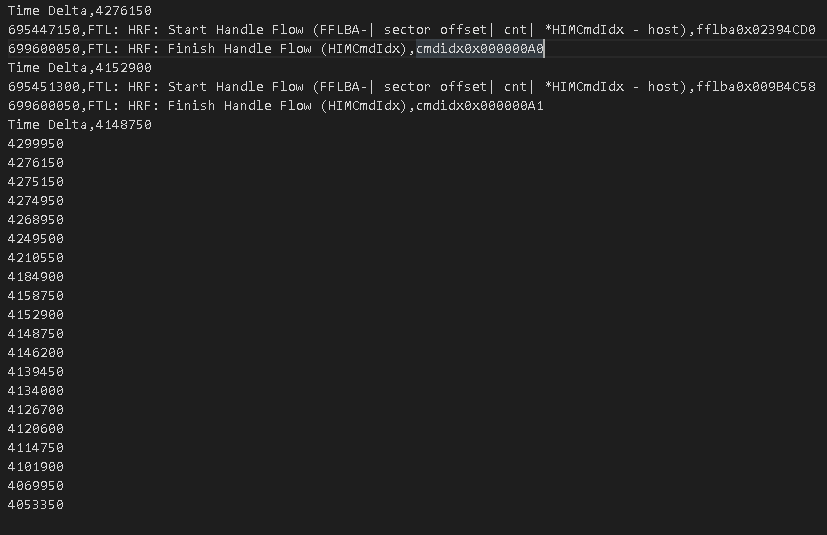 Time Delta,4276150
695447150,FTL: HRF: Start Handle Flow (FFLBA-| sector offset| cnt| *HIMCmdIdx - host),fflba0x02394CD0
699600050,FTL: HRF: Finish Handle Flow (HIMCmdIdx),cmdidx0x000000A0
Time Delta,4152900
695451300,FTL: HRF: Start Handle Flow (FFLBA-| sector offset| cnt| *HIMCmdIdx - host),fflba0x009B4C58
699600050,FTL: HRF: Finish Handle Flow (HIMCmdIdx),cmdidx0x000000A1
Time Delta,4148750
4299950
4276150
4275150
4274950
4268950
4249500
4210550
4184900
4158750
4152900
4148750
4146200
4139450
4134000
4126700
4120600
4114750
4101900
4069950
4053350